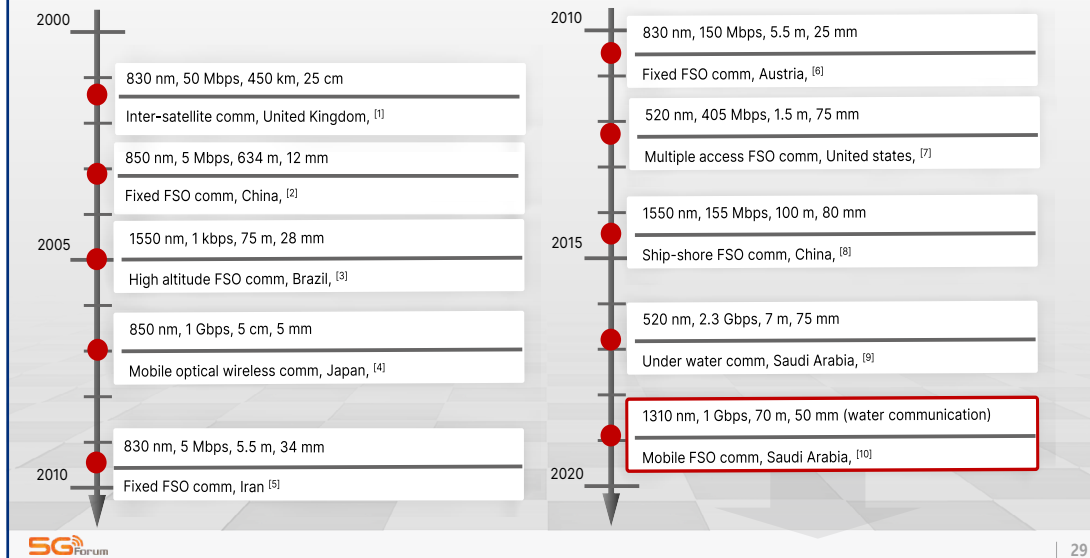 2000
830 nm, 50 Mbps, 450 km, 25 cm
Inter-satellite comm, United Kingdom, [1]
850 nm, 5 Mbps, 634 m, 12 mm
Fixed FSO comm, China, [2]
2005
1550 nm, 1 kbps, 75 m, 28 mm
High altitude FSO comm, Brazil, [3]
850 nm, 1 Gbps, 5 cm, 5 mm
Mobile optical wireless comm, Japan, [4]
830 nm, 5 Mbps, 5.5 m, 34 mm
2010
Fixed FSO comm, Iran [5]
2010
830 nm, 150 Mbps, 5.5 m, 25 mm
Fixed FSO comm, Austria, [6]
520 nm, 405 Mbps, 1.5 m, 75 mm
Multiple access FSO comm, United states, [7]
1550 nm, 155 Mbps, 100 m, 80 mm
2015
Ship-shore FSO comm, China, [8]
520 nm, 2.3 Gbps, 7 m, 75 mm
Under water comm, Saudi Arabia, [9]
1310 nm, 1 Gbps, 70 m, 50 mm (water communication)
Mobile FSO comm, Saudi Arabia, [10]
2020
5G Forum
29